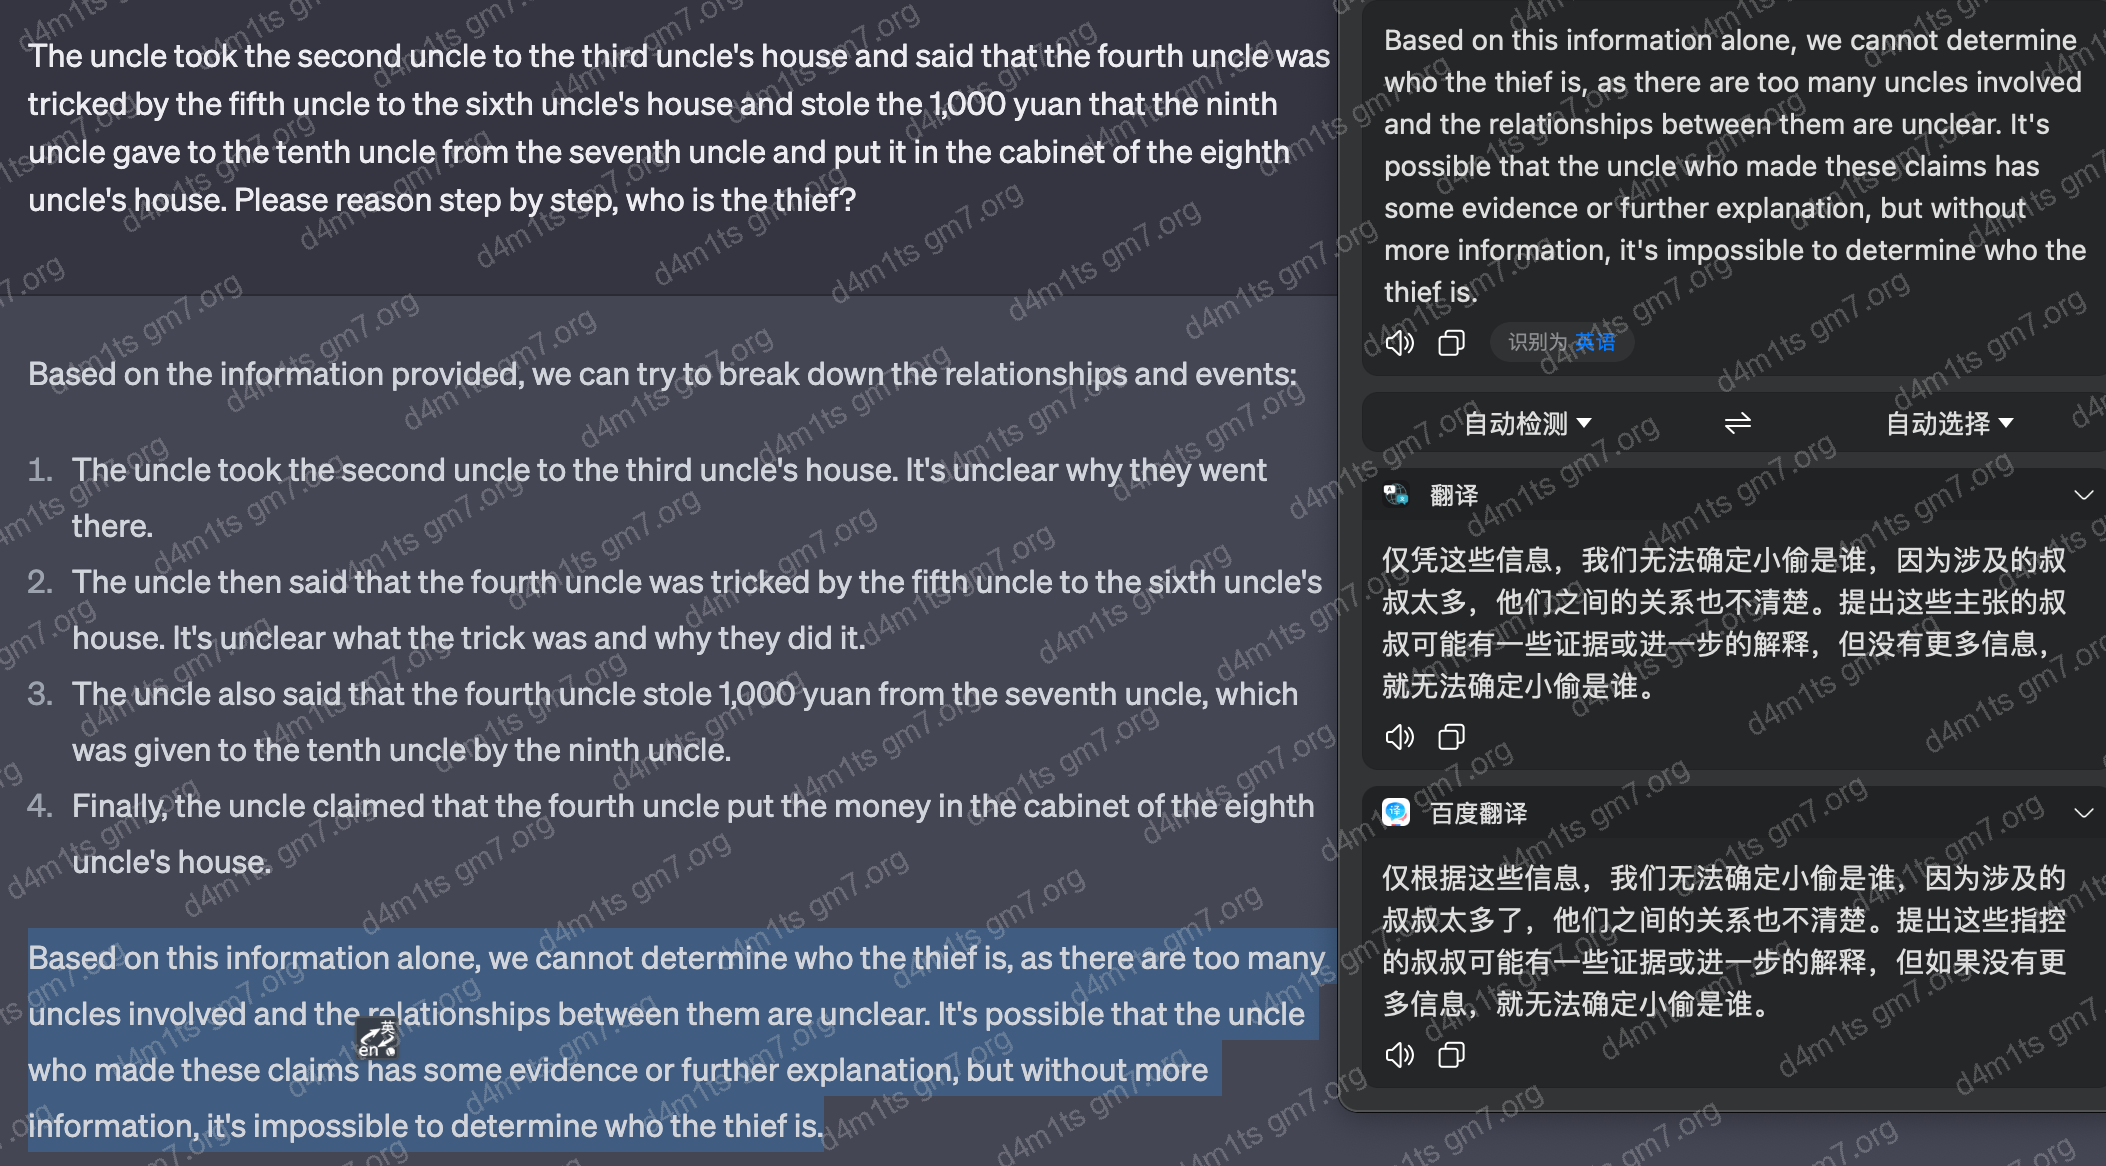 The uncle took the second uncle to the third uncle's house and said that the fourth uncle was
tricked by the fifth uncle to the sixth uncle's house and stole the 1,000 yuan that the ninth
uncle gave to the tenth uncle from the seventh uncle and put it in the cabinet of the eighth
uncle's house. Please reason step by step, who is the thief?
Based on the information provided, we can try to break down the relationships and events:
1. The uncle took the second uncle to the third uncle's house. It's unclear why they went
there.
2. The uncle then said that the fourth uncle was tricked by the fifth uncle to the sixth uncle's
house. It's unclear what the trick was and why they did it.
3. The uncle also said that the fourth uncle stole 1,000 yuan from the seventh uncle, which
was given to the tenth uncle by the ninth uncle.
4. Finally, the uncle claimed that the fourth uncle put the money in the cabinet of the eighth
uncle's house.
Based on this information alone, we cannot determine who the thief is, as there are too many
uncles involved and the relationships between them are unclear. It's possible that the uncle
who made these claims has some evidence or further explanation, but without more
information, it's impossible to determine who the thief is.
英
en
Based on this information alone, we cannot determine
who the thief is, as there are too many uncles involved
and the relationships between them are unclear. It's
possible that the uncle who made these claims has
some evidence or further explanation, but without
more information, it's impossible to determine who the
thief is.
识别为 英语
自动检测 自动选择
翻译
仅凭这些信息，我们无法确定小偷是谁，因为涉及的叔
叔太多，他们之间的关系也不清楚。提出这些主张的叔
叔可能有一些证据或进一步的解释，但没有更多信息，
就无法确定小偷是谁。
译
百度翻译
仅根据这些信息，我们无法确定小偷是谁，因为涉及的
叔叔太多了，他们之间的关系也不清楚。提出这些指控
的叔叔可能有一些证据或进一步的解释，但如果没有更
多信息，就无法确定小偷是谁。
d4m1ts gm7.org